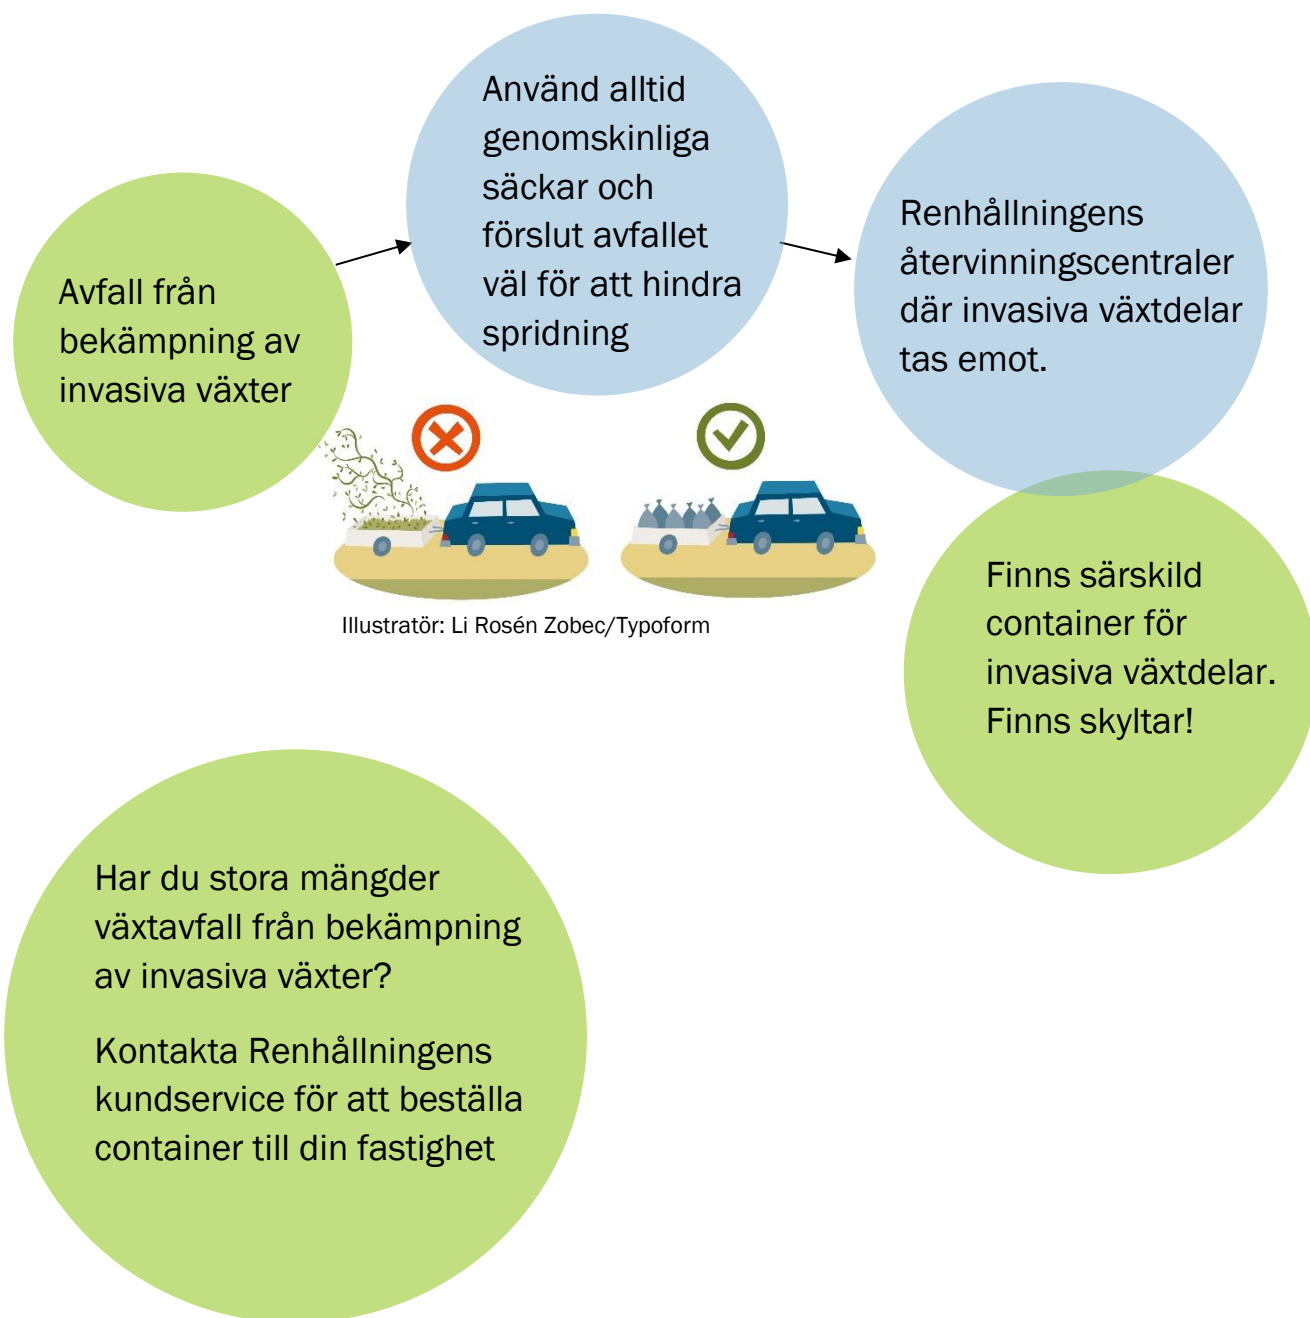 Avfall från
bekämpning av
invasiva växter
Använd alltid
genomskinliga
säckar och
förslut avfallet
väl för att hindra
spridning
Renhållningens
återvinningscentraler
där invasiva växtdelar
tas emot.
Illustratör: Li Rosén Zobec/Typoform
Finns särskild
container för
invasiva växtdelar.
Finns skyltar!
Har du stora mängder
växtavfall från bekämpning
av invasiva växter?
Kontakta Renhållningens
kundservice för att beställa
container till din fastighet